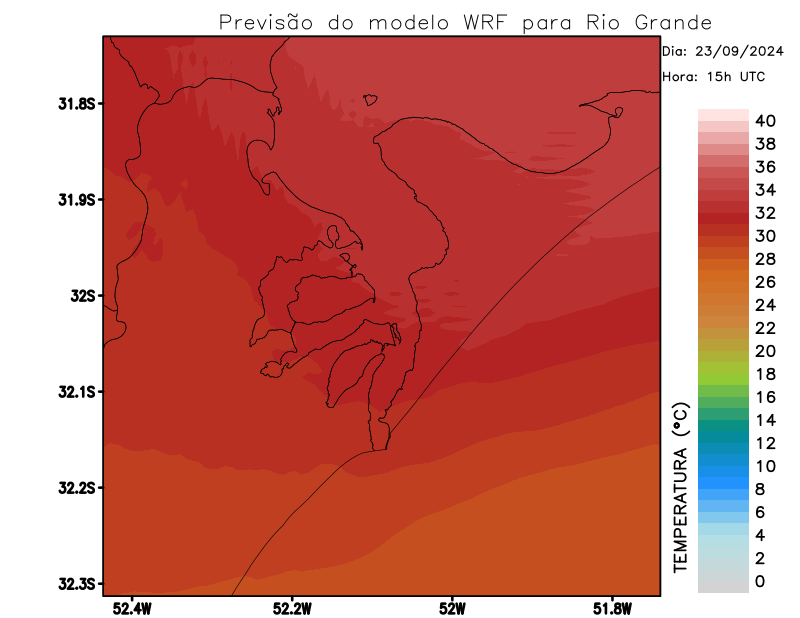 Previsão do modelo WRF para Rio Grande
Dia: 23/09/2024
Hora: 15h UTC
31.8S
31.9S
32S
32.1S
32.2S
32.3S
52.4W
52.2W
52W
51.8W
TEMPERATURA (°C)
40
38
36
34
32
30
28
26
24
22
20
18
16
14
12
10
8
6
4
2
0